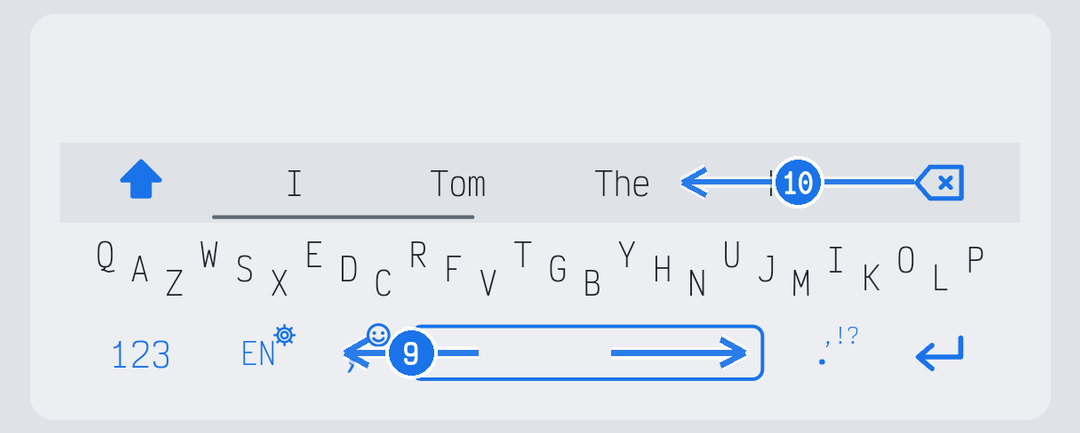 I Tom The 10
Q A Z W S X E D C R F V T G B Y H N U J M I K O L P
123 EN , 9 . ,!?